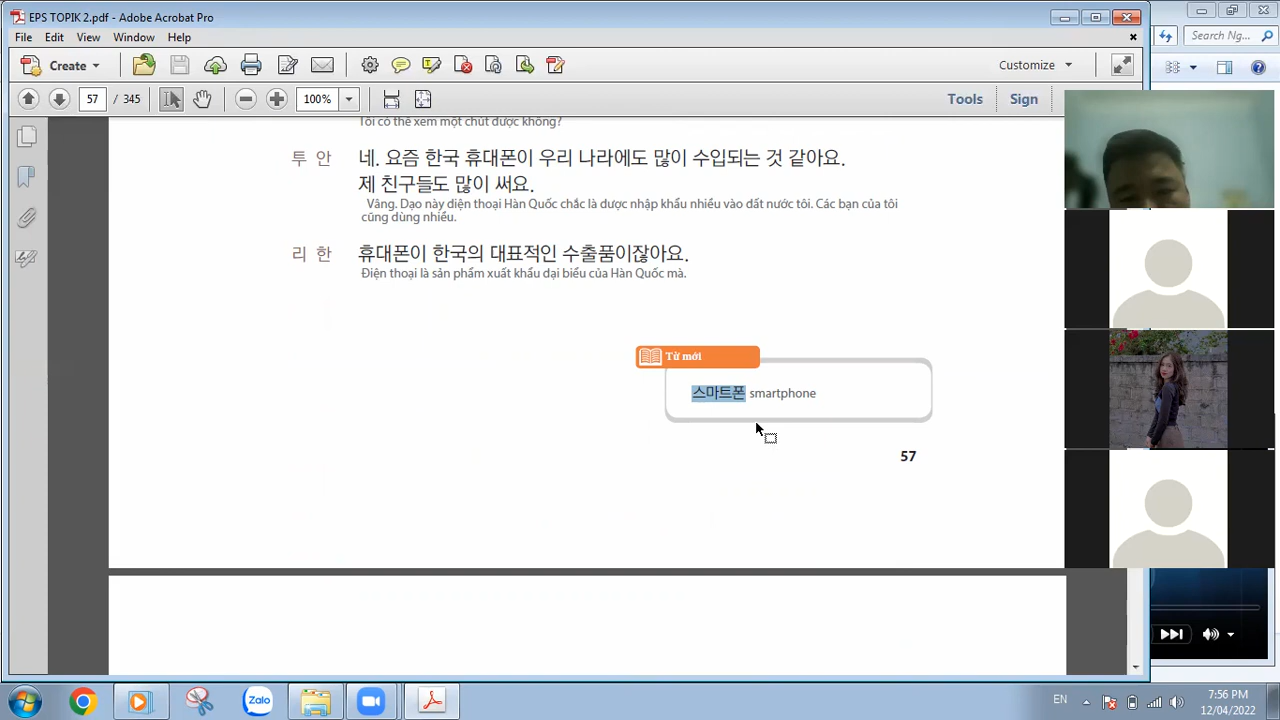 EPS TOPIK 2.pdf - Adobe Acrobat Pro
File Edit View Window Help
Create
Customize
57 / 345
100%
Tools Sign
Search Ng...
Tôi có thể xem một chút được không?
투 안 네. 요즘 한국 휴대폰이 우리 나라에도 많이 수입되는 것 같아요.
제 친구들도 많이 써요.
Vâng. Dạo này điện thoại Hàn Quốc chắc là được nhập khẩu nhiều vào đất nước tôi. Các bạn của tôi
cũng dùng nhiều.
리 한 휴대폰이 한국의 대표적인 수출품이잖아요.
Điện thoại là sản phẩm xuất khẩu đại biểu của Hàn Quốc mà.
Từ mới
스마트폰 smartphone
57
Zalo
EN
7:56 PM
12/04/2022